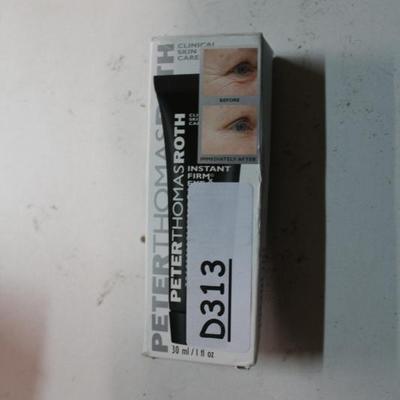 PETERTHOMASROTH
CLINICAL
SKIN
CARE
BEFORE
IMMEDIATELY AFTER
PETERTHOMASROTH
INSTANT
FIRM
D313
30 ml / 1 fl oz